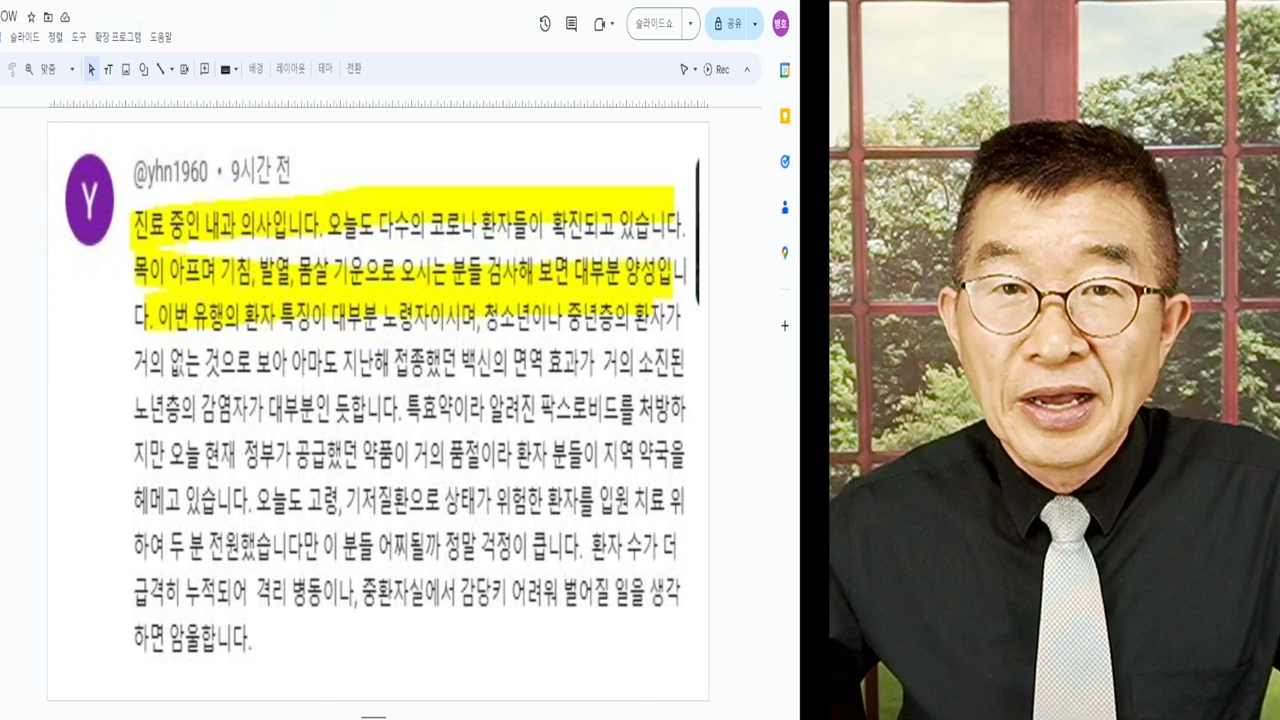 OW
슬라이드 정렬 도구 확장 프로그램 도움말
슬라이드쇼
공유
병호
맞춤
배경 레이아웃 테마 전환
Rec
Y
@yhn1960 • 9시간 전
진료 중인 내과 의사입니다. 오늘도 다수의 코로나 환자들이 확진되고 있습니다.
목이 아프며 기침, 발열, 몸살 기운으로 오시는 분들 검사해 보면 대부분 양성입니
다. 이번 유행의 환자 특징이 대부분 노령자이시며, 청소년이나 중년층의 환자가
거의 없는 것으로 보아 아마도 지난해 접종했던 백신의 면역 효과가 거의 소진된
노년층의 감염자가 대부분인 듯합니다. 특효약이라 알려진 팍스로비드를 처방하
지만 오늘 현재 정부가 공급했던 약품이 거의 품절이라 환자 분들이 지역 약국을
헤메고 있습니다. 오늘도 고령, 기저질환으로 상태가 위험한 환자를 입원 치료 위
하여 두 분 전원했습니다만 이 분들 어찌될까 정말 걱정이 큽니다. 환자 수가 더
급격히 누적되어 격리 병동이나, 중환자실에서 감당키 어려워 벌어질 일을 생각
하면 암울합니다.